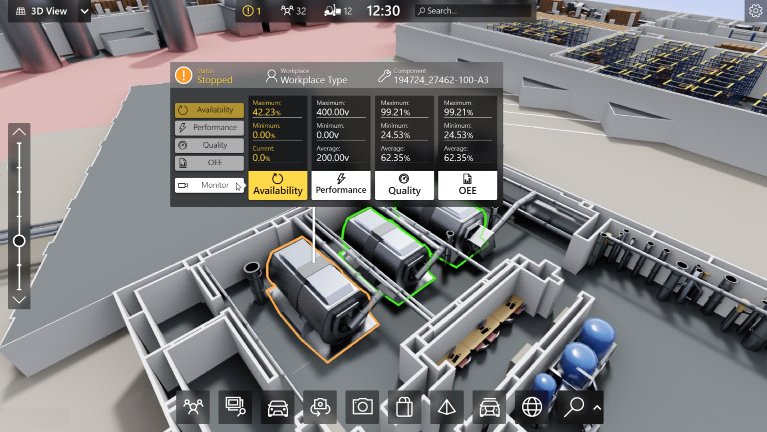 3D View
1
32
12
12:30
Search...
Status
Stopped
Workplace
Workplace Type
Component
194724_27462-100-A3
Availability
Performance
Quality
OEE
Monitor
Maximum:
42.23%
Minimum:
0.00%
Current:
0.0%
Availability
Maximum:
400.00v
Minimum:
0.00v
Average:
200.00v
Performance
Maximum:
99.21%
Minimum:
24.53%
Average:
62.35%
Quality
Maximum:
99.21%
Minimum:
24.53%
Average:
62.35%
OEE